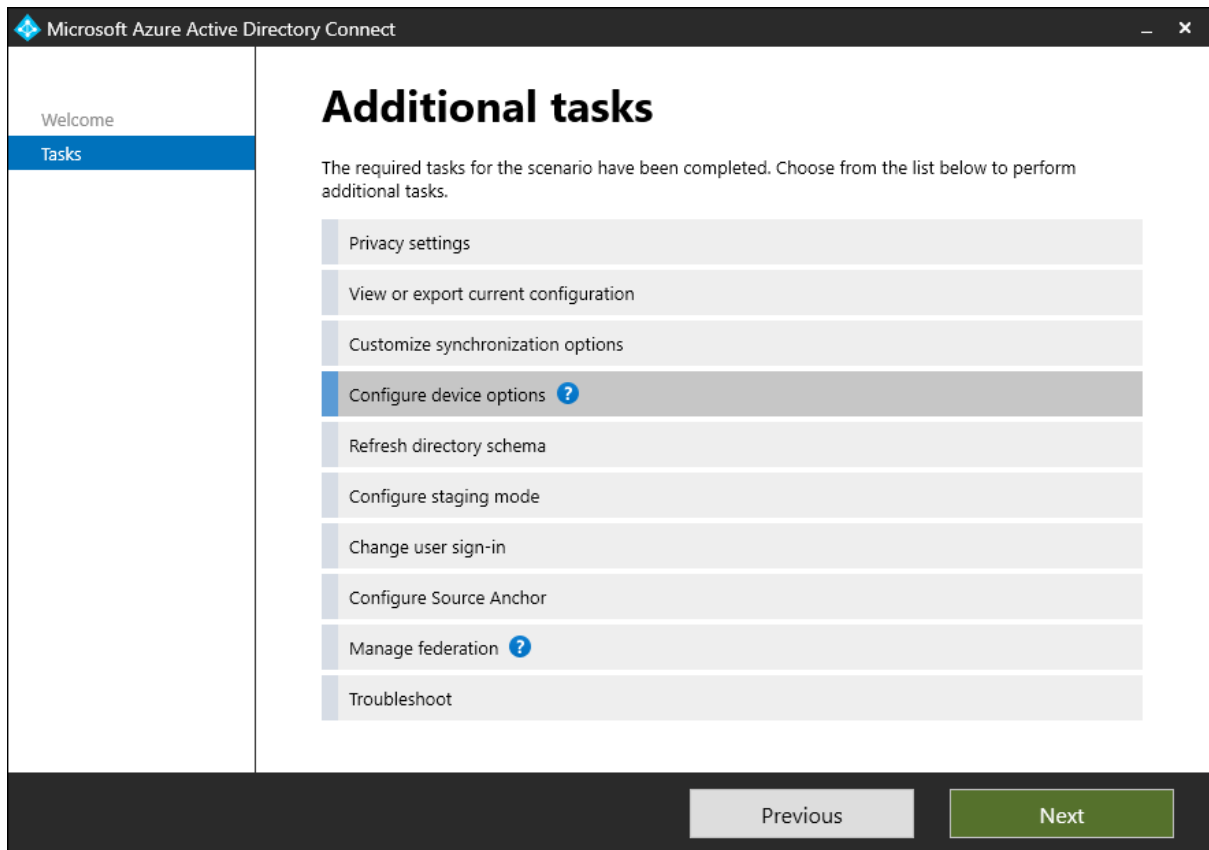 Microsoft Azure Active Directory Connect
Welcome
Tasks
Additional tasks
The required tasks for the scenario have been completed. Choose from the list below to perform
additional tasks.
Privacy settings
View or export current configuration
Customize synchronization options
Configure device options ?
Refresh directory schema
Configure staging mode
Change user sign-in
Configure Source Anchor
Manage federation ?
Troubleshoot
Previous
Next